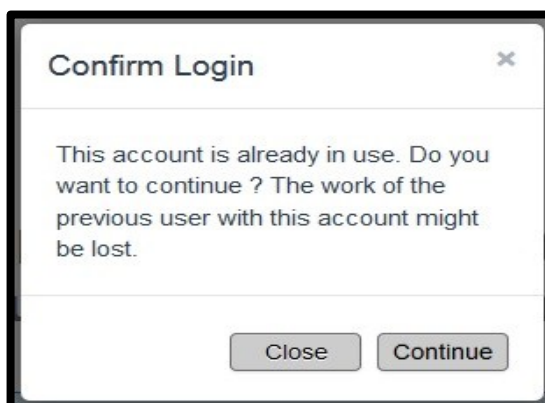 Confirm Login
×
This account is already in use. Do you
want to continue ? The work of the
previous user with this account might
be lost.
Close Continue